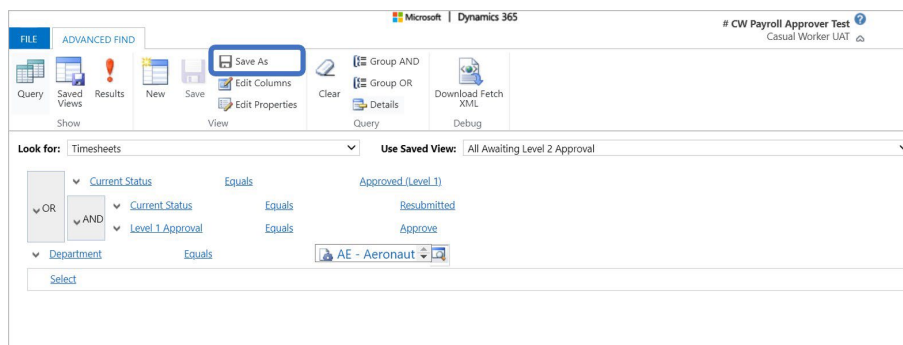 Microsoft | Dynamics 365
# CW Payroll Approver Test
Casual Worker UAT
FILE
ADVANCED FIND
Query
Saved Views
Results
Show
New
Save
Save As
Edit Columns
Edit Properties
View
Clear
Group AND
Group OR
Details
Query
Download Fetch XML
Debug
Look for: Timesheets
Use Saved View: All Awaiting Level 2 Approval
Current Status Equals Approved (Level 1)
OR
AND
Current Status Equals Resubmitted
Level 1 Approval Equals Approve
Department Equals AE - Aeronaut
Select